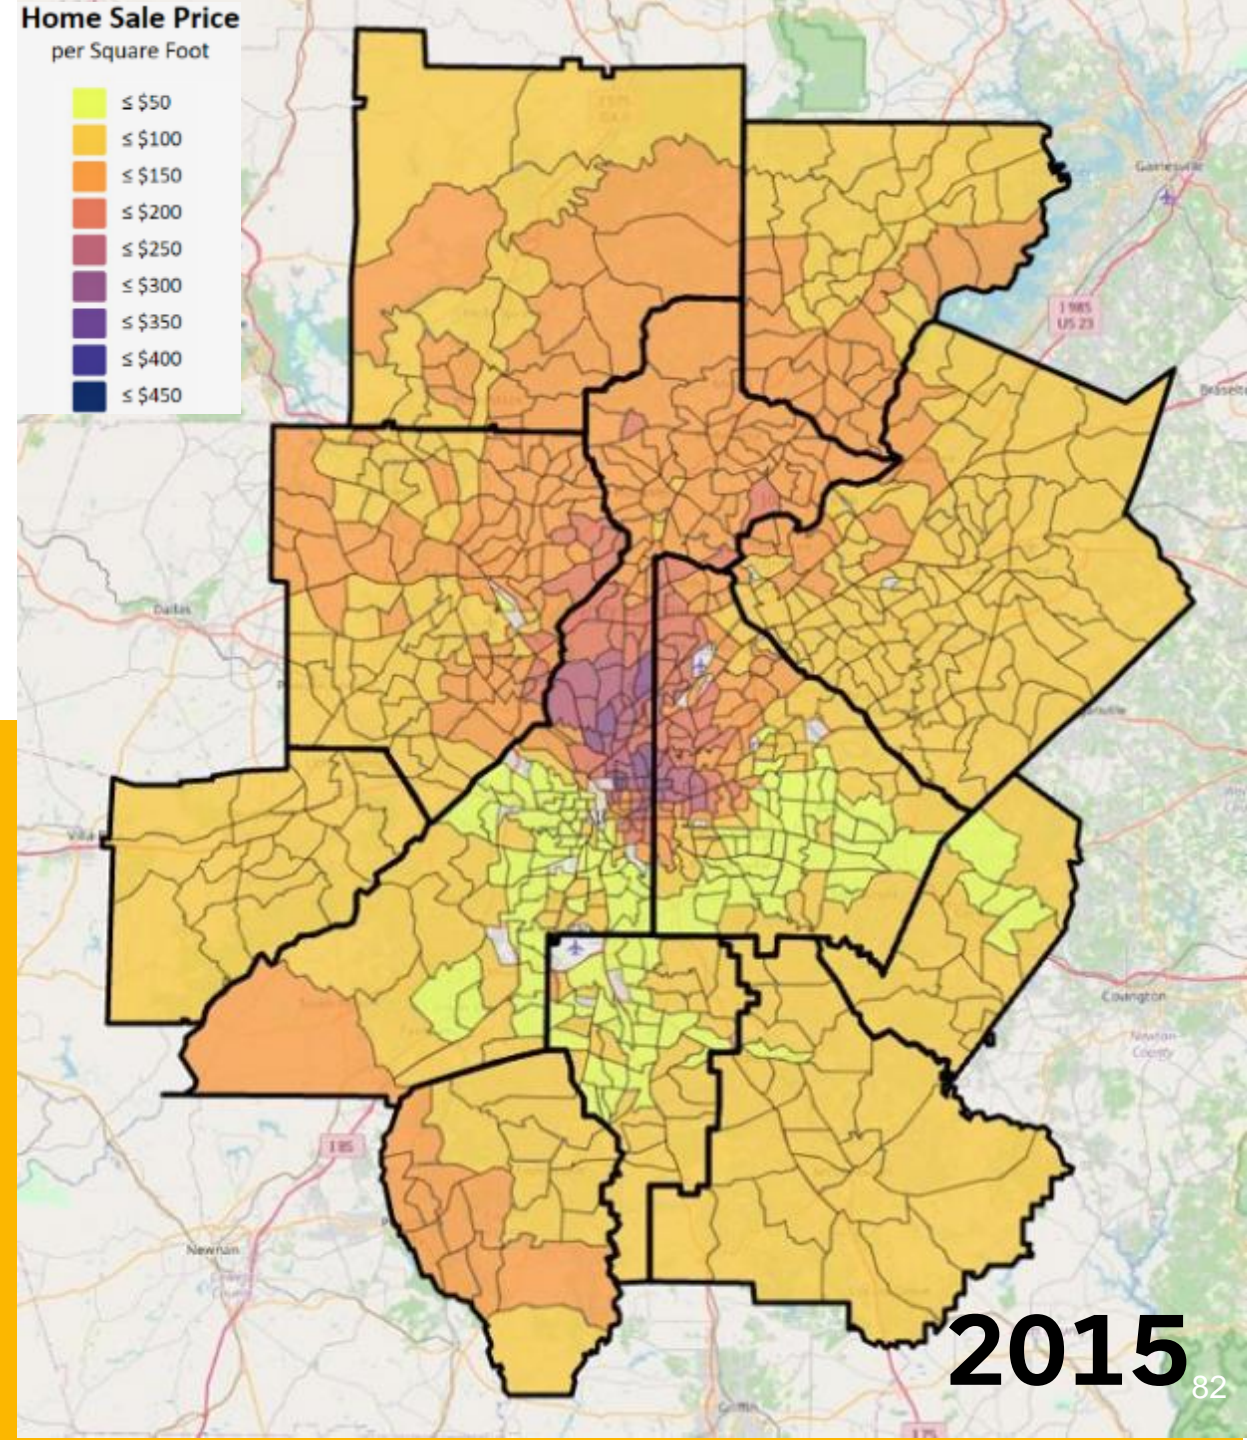 Home Sale Price
per Square Foot
≤ $50
≤ $100
≤ $150
≤ $200
≤ $250
≤ $300
≤ $350
≤ $400
≤ $450
Gainesville
I 985
US 23
Dallas
Covington
Newton
County
I 85
Newnan
Griffin
I 75
2015
82